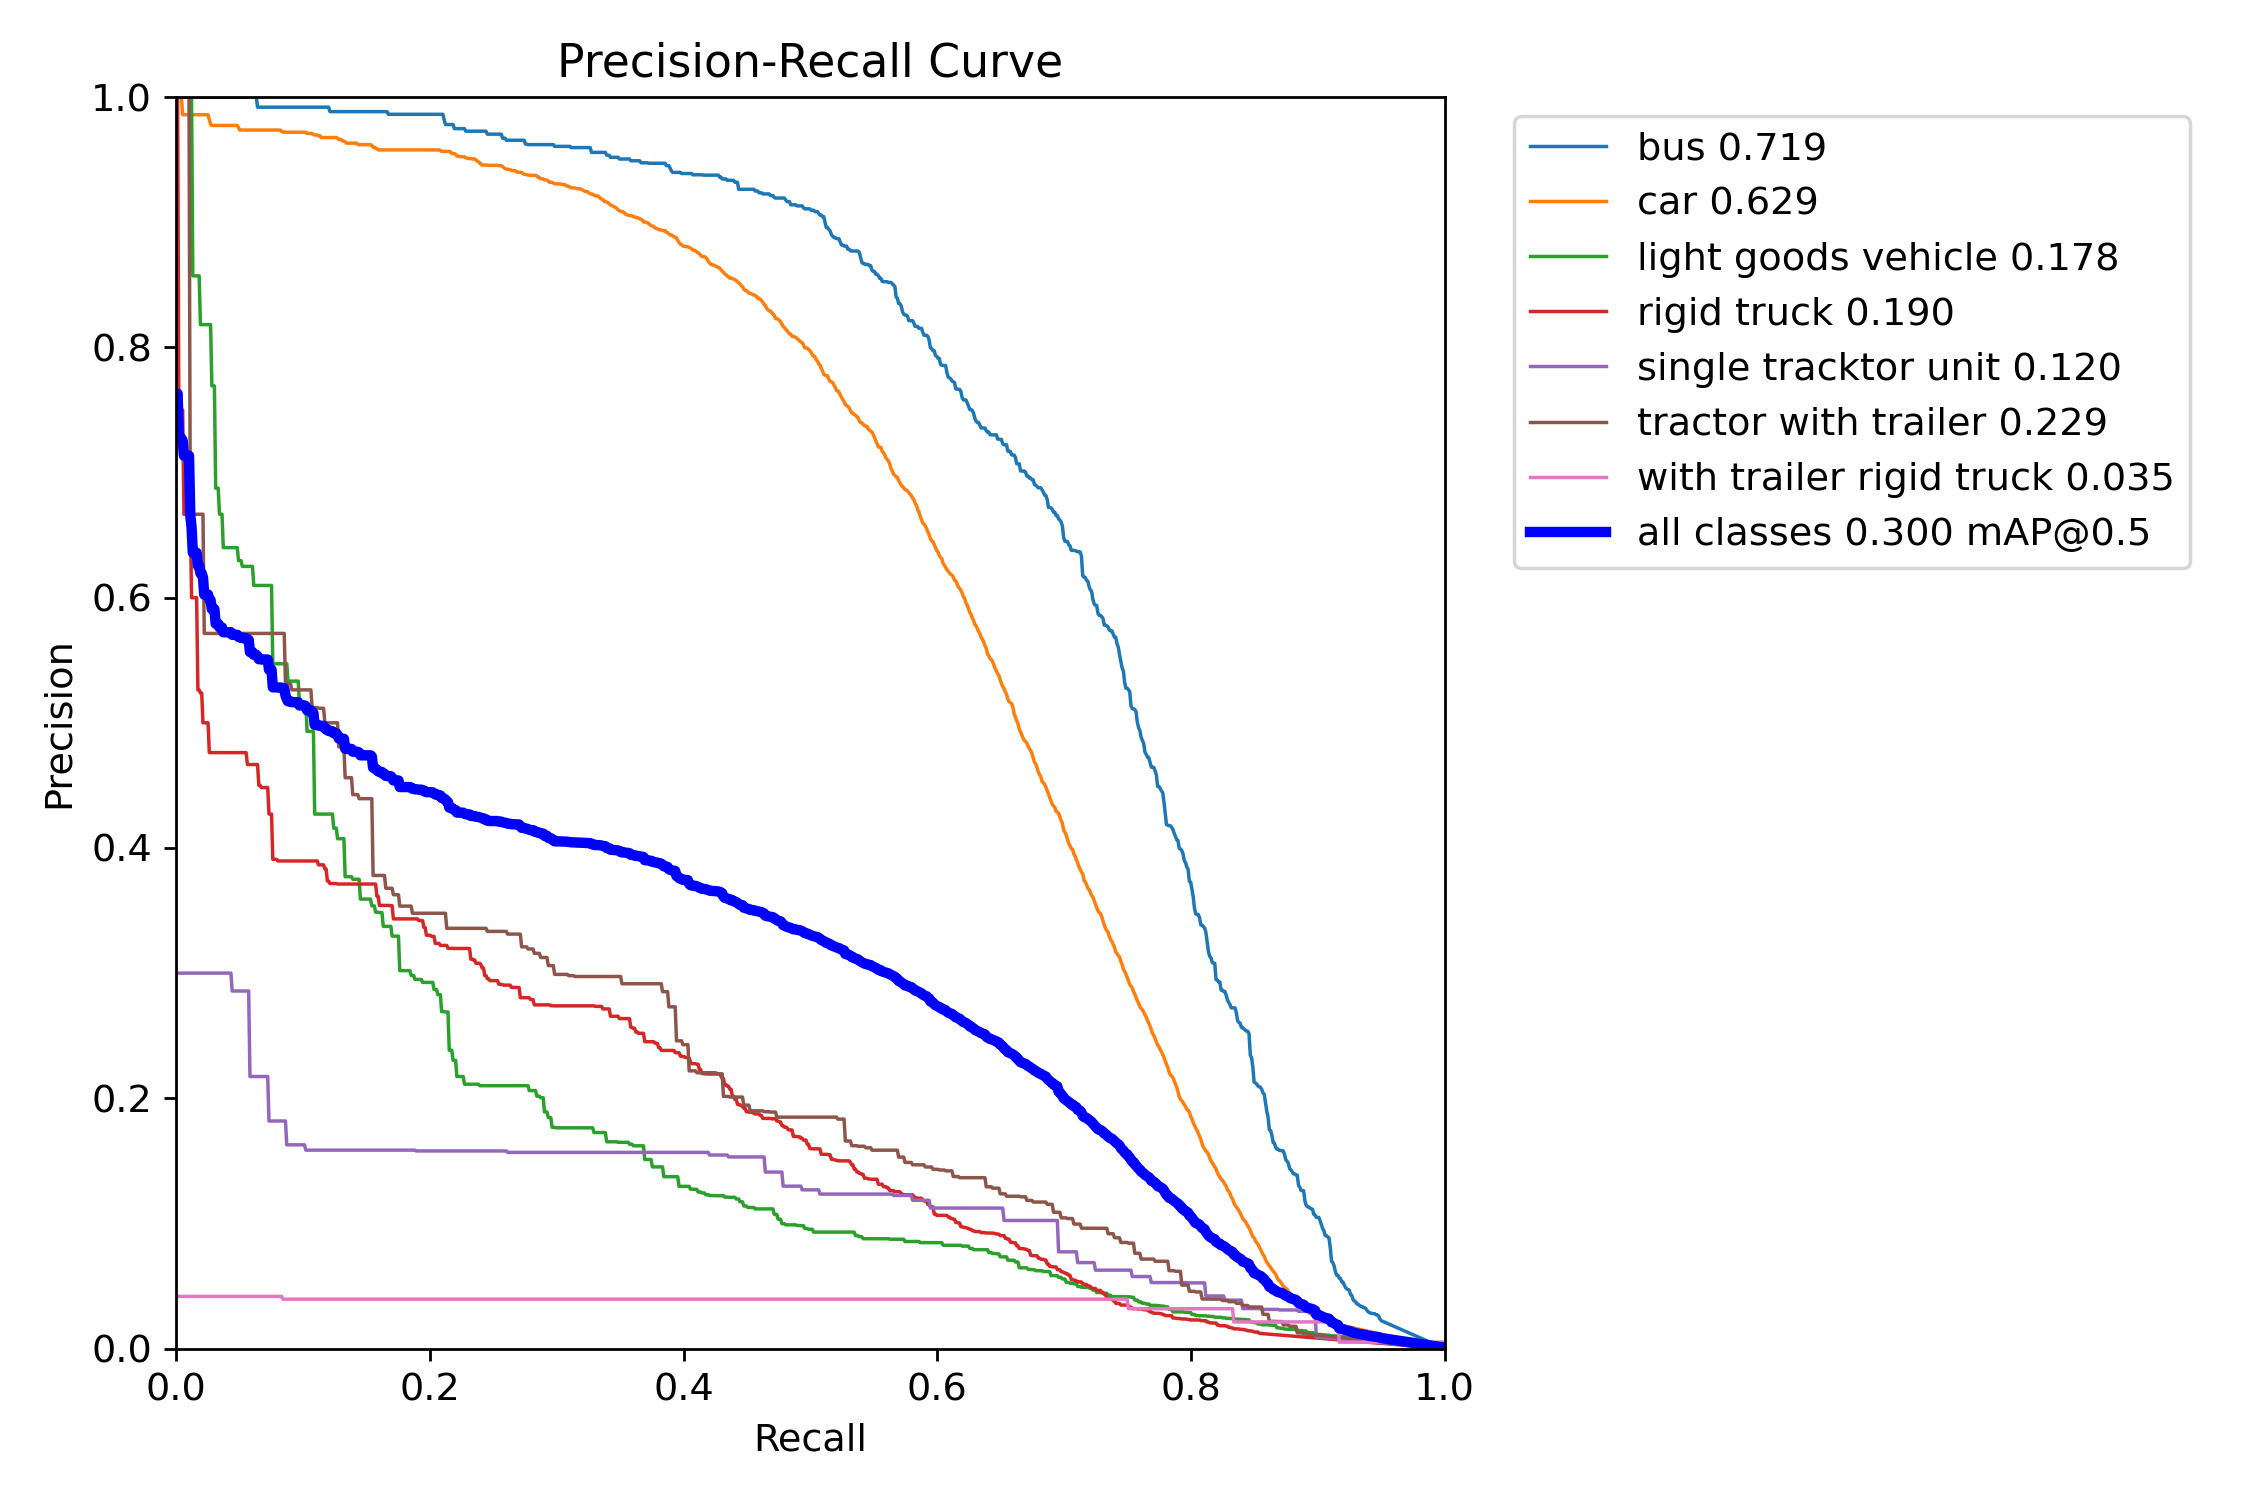 Precision-Recall Curve
1.0
0.8
0.6
0.4
0.2
0.0
Precision
0.0 0.2 0.4 0.6 0.8 1.0
Recall
bus 0.719
car 0.629
light goods vehicle 0.178
rigid truck 0.190
single tracktor unit 0.120
tractor with trailer 0.229
with trailer rigid truck 0.035
all classes 0.300 mAP@0.5